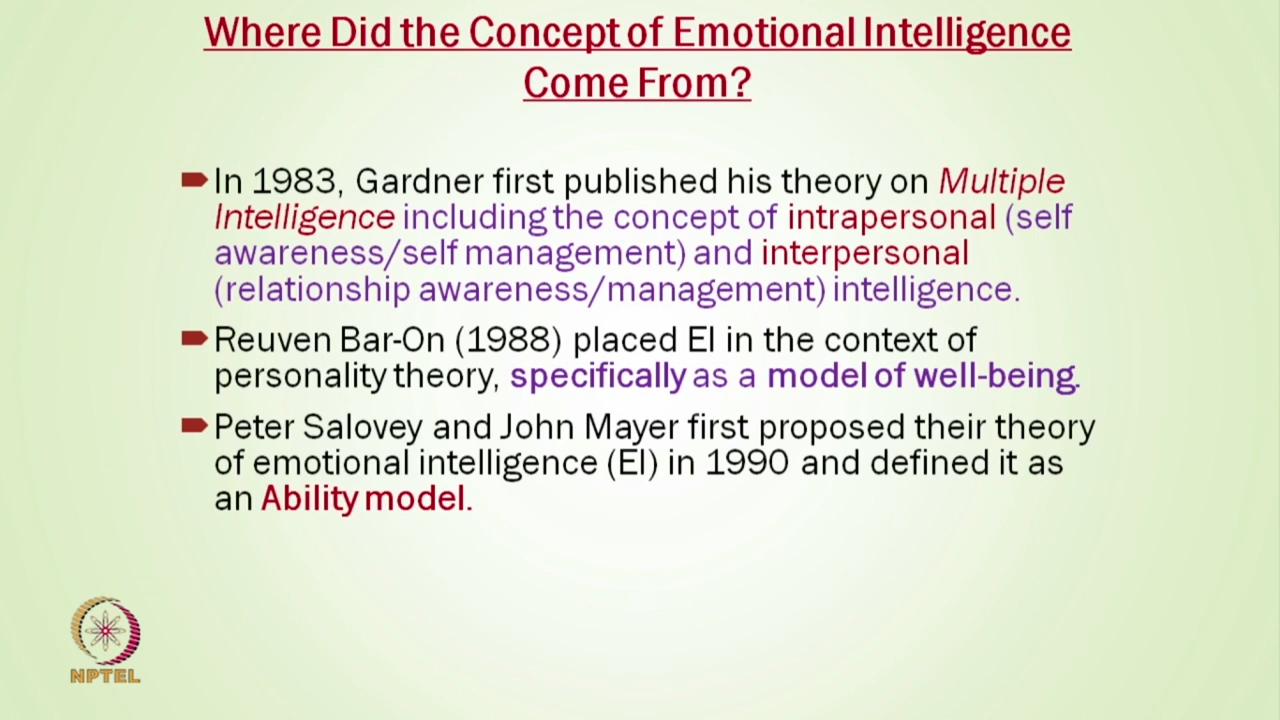 Where Did the Concept of Emotional Intelligence
Come From?
In 1983, Gardner first published his theory on Multiple
Intelligence including the concept of intrapersonal (self
awareness/self management) and interpersonal
(relationship awareness/management) intelligence.
Reuven Bar-On (1988) placed EI in the context of
personality theory, specifically as a model of well-being.
Peter Salovey and John Mayer first proposed their theory
of emotional intelligence (EI) in 1990 and defined it as
an Ability model.
NPTEL